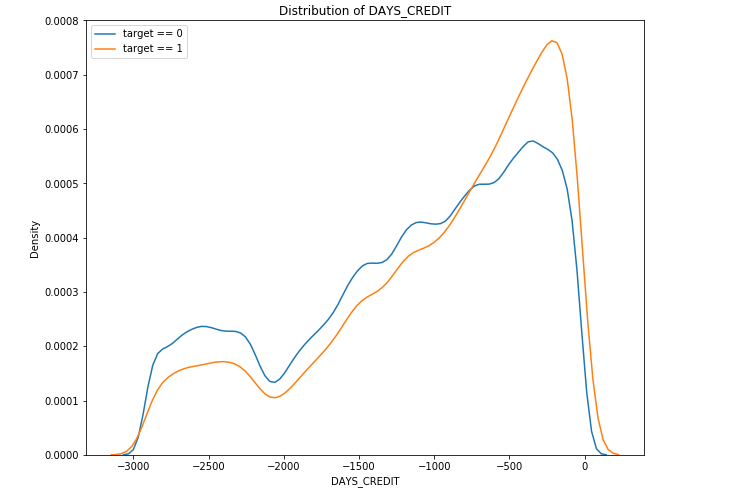 Distribution of DAYS_CREDIT
target == 0
target == 1
0.0008
0.0007
0.0006
0.0005
0.0004
0.0003
0.0002
0.0001
0.0000
Density
−3000 −2500 −2000 −1500 −1000 −500 0
DAYS_CREDIT